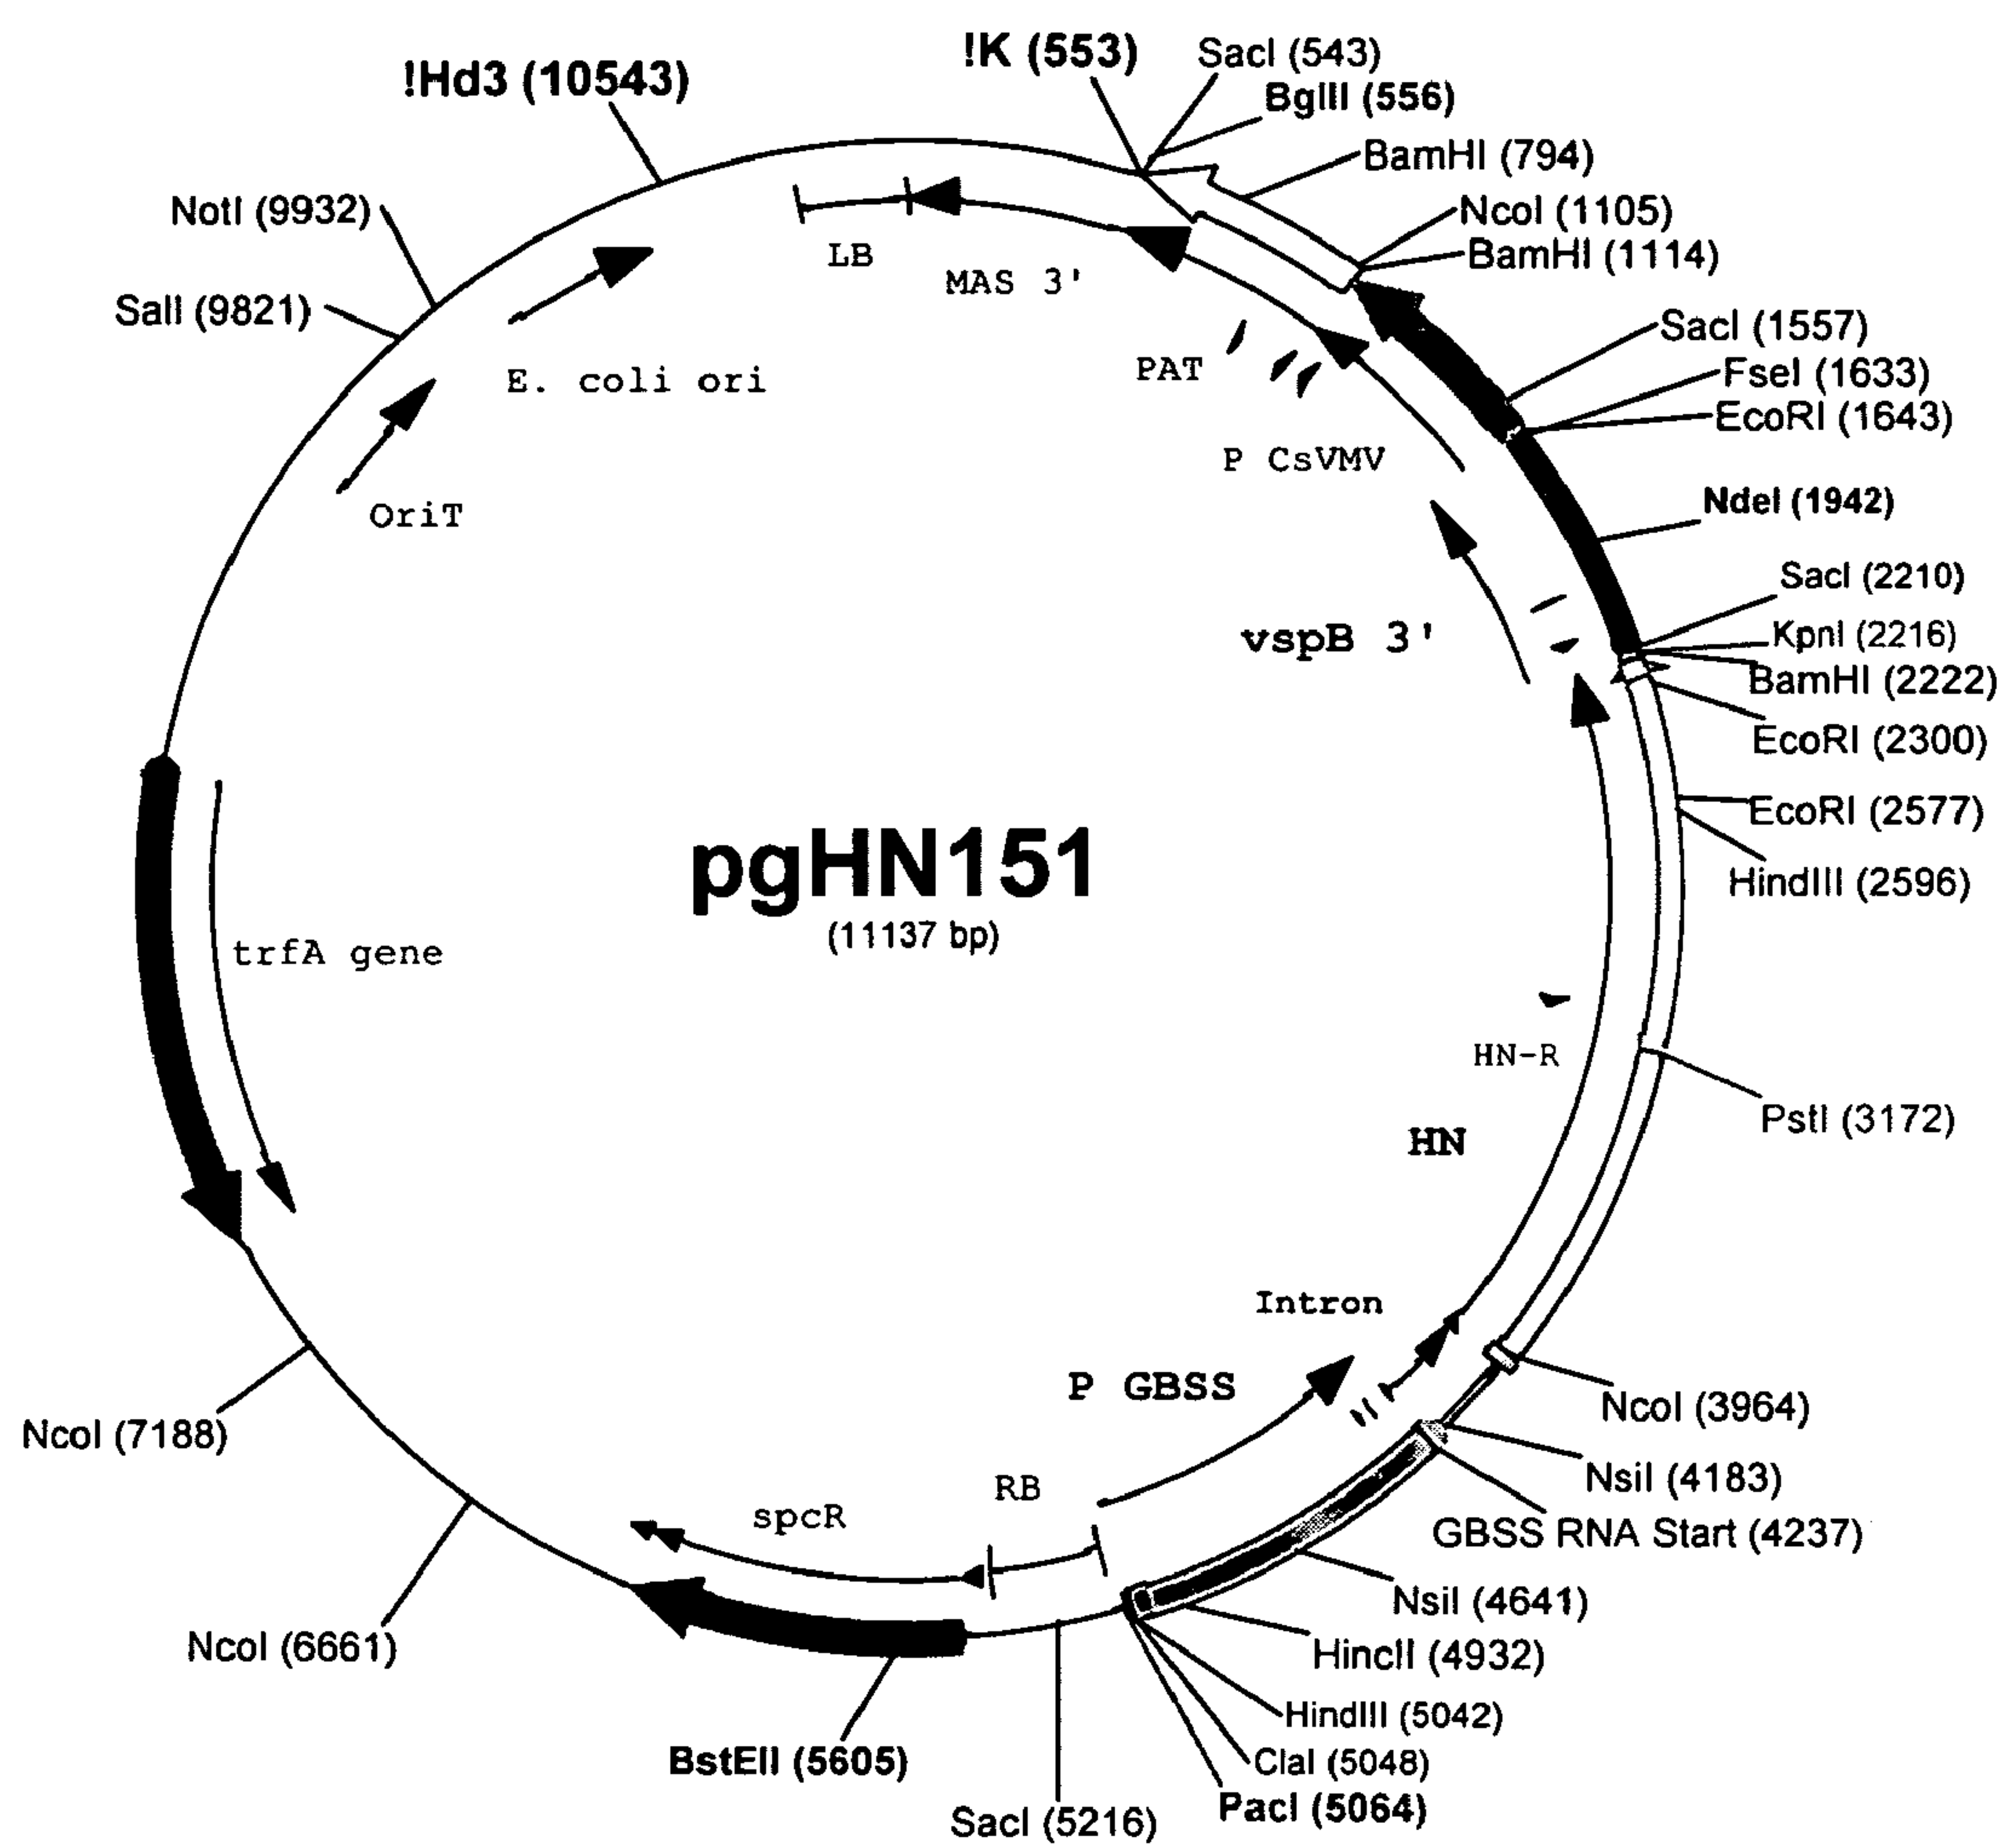 !K (553)
SacI (543)
!Hd3 (10543)
BglII (556)
BamHI (794)
NotI (9932)
NcoI (1105)
BamHI (1114)
LB
MAS 3'
SalI (9821)
SacI (1557)
PAT
E. coli ori
FseI (1633)
EcoRI (1643)
P CsVMV
OriT
NdeI (1942)
SacI (2210)
vspB 3'
KpnI (2216)
BamHI (2222)
EcoRI (2300)
EcoRI (2577)
pgHN151
HindIII (2596)
(11137 bp)
trfA gene
HN-R
PstI (3172)
HN
Intron
P GBSS
NcoI (3964)
NcoI (7188)
NsiI (4183)
RB
spcR
GBSS RNA Start (4237)
NsiI (4641)
NcoI (6661)
HincII (4932)
HindIII (5042)
BstEII (5605)
ClaI (5048)
PacI (5064)
SacI (5216)